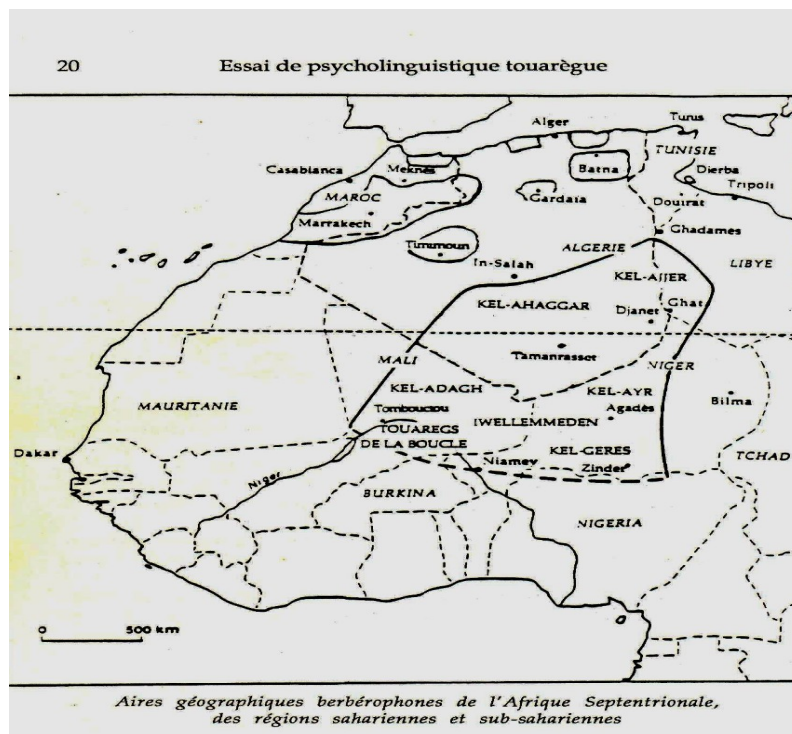 20
Essai de psycholinguistique touarègue
Alger
Tunis
TUNISIE
Casablanca
Meknès
Batna
Djerba
Tripoli
MAROC
Gardaïa
Douirat
Marrakech
Ghadames
Timimoun
ALGERIE
LIBYE
In-Salah
KEL-AJJER
KEL-AHAGGAR
Djanet
Ghat
MALI
Tamanrasset
NIGER
KEL-ADAGH
KEL-AYR
Bilma
MAURITANIE
Agadès
Tombouctou
IWELLEMMEDEN
TOUAREGS
DE LA BOUCLE
KEL-GERES
Dakar
Niamey
Zinder
TCHAD
Niger
BURKINA
NIGERIA
0 500 km
Aires géographiques berbérophones de l'Afrique Septentrionale,
des régions sahariennes et sub-sahariennes